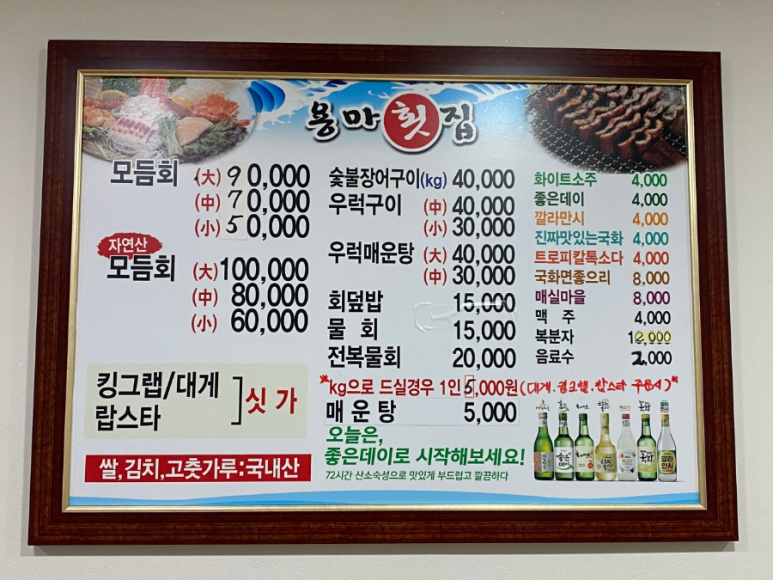 용마횟집
모듬회 (大) 90,000
(中) 70,000
(小) 50,000
자연산
모듬회 (大) 100,000
(中) 80,000
(小) 60,000
킹그랩/대게
랍스타 ] 싯가
쌀,김치,고춧가루:국내산
숯불장어구이(kg) 40,000
우럭구이 (中) 40,000
(小) 30,000
우럭매운탕 (大) 40,000
(中) 30,000
회덮밥 15,000
물 회 15,000
전복물회 20,000
"kg으로 드실경우 1인 5,000원(대게.킹크랩.랍스타 주문시)"
매운탕 5,000
오늘은,
좋은데이로 시작해보세요!
72시간 산소숙성으로 맛있게 부드럽고 깔끔하다
화이트소주 4,000
좋은데이 4,000
깔라만시 4,000
진짜맛있는국화 4,000
트로피칼톡소다 4,000
국화면좋으리 8,000
매실마을 8,000
맥 주 4,000
복분자 12,000
음료수 2,000